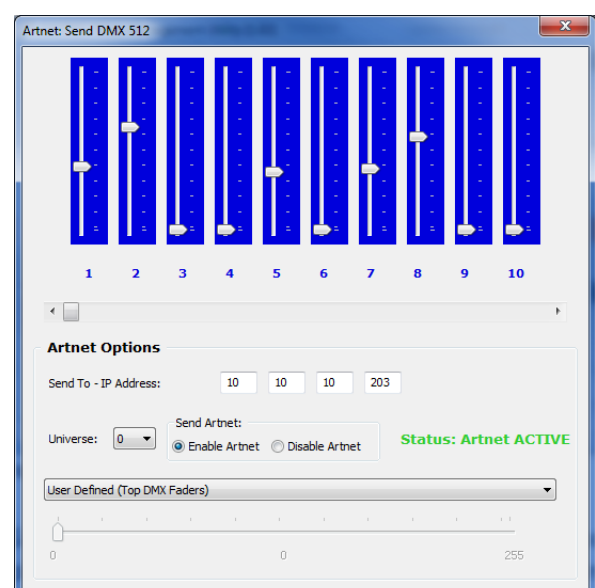 Artnet: Send DMX 512
1 2 3 4 5 6 7 8 9 10
Artnet Options
Send To - IP Address: 10 10 10 203
Send Artnet:
Universe: 0 Enable Artnet Disable Artnet Status: Artnet ACTIVE
User Defined (Top DMX Faders)
0 0 255